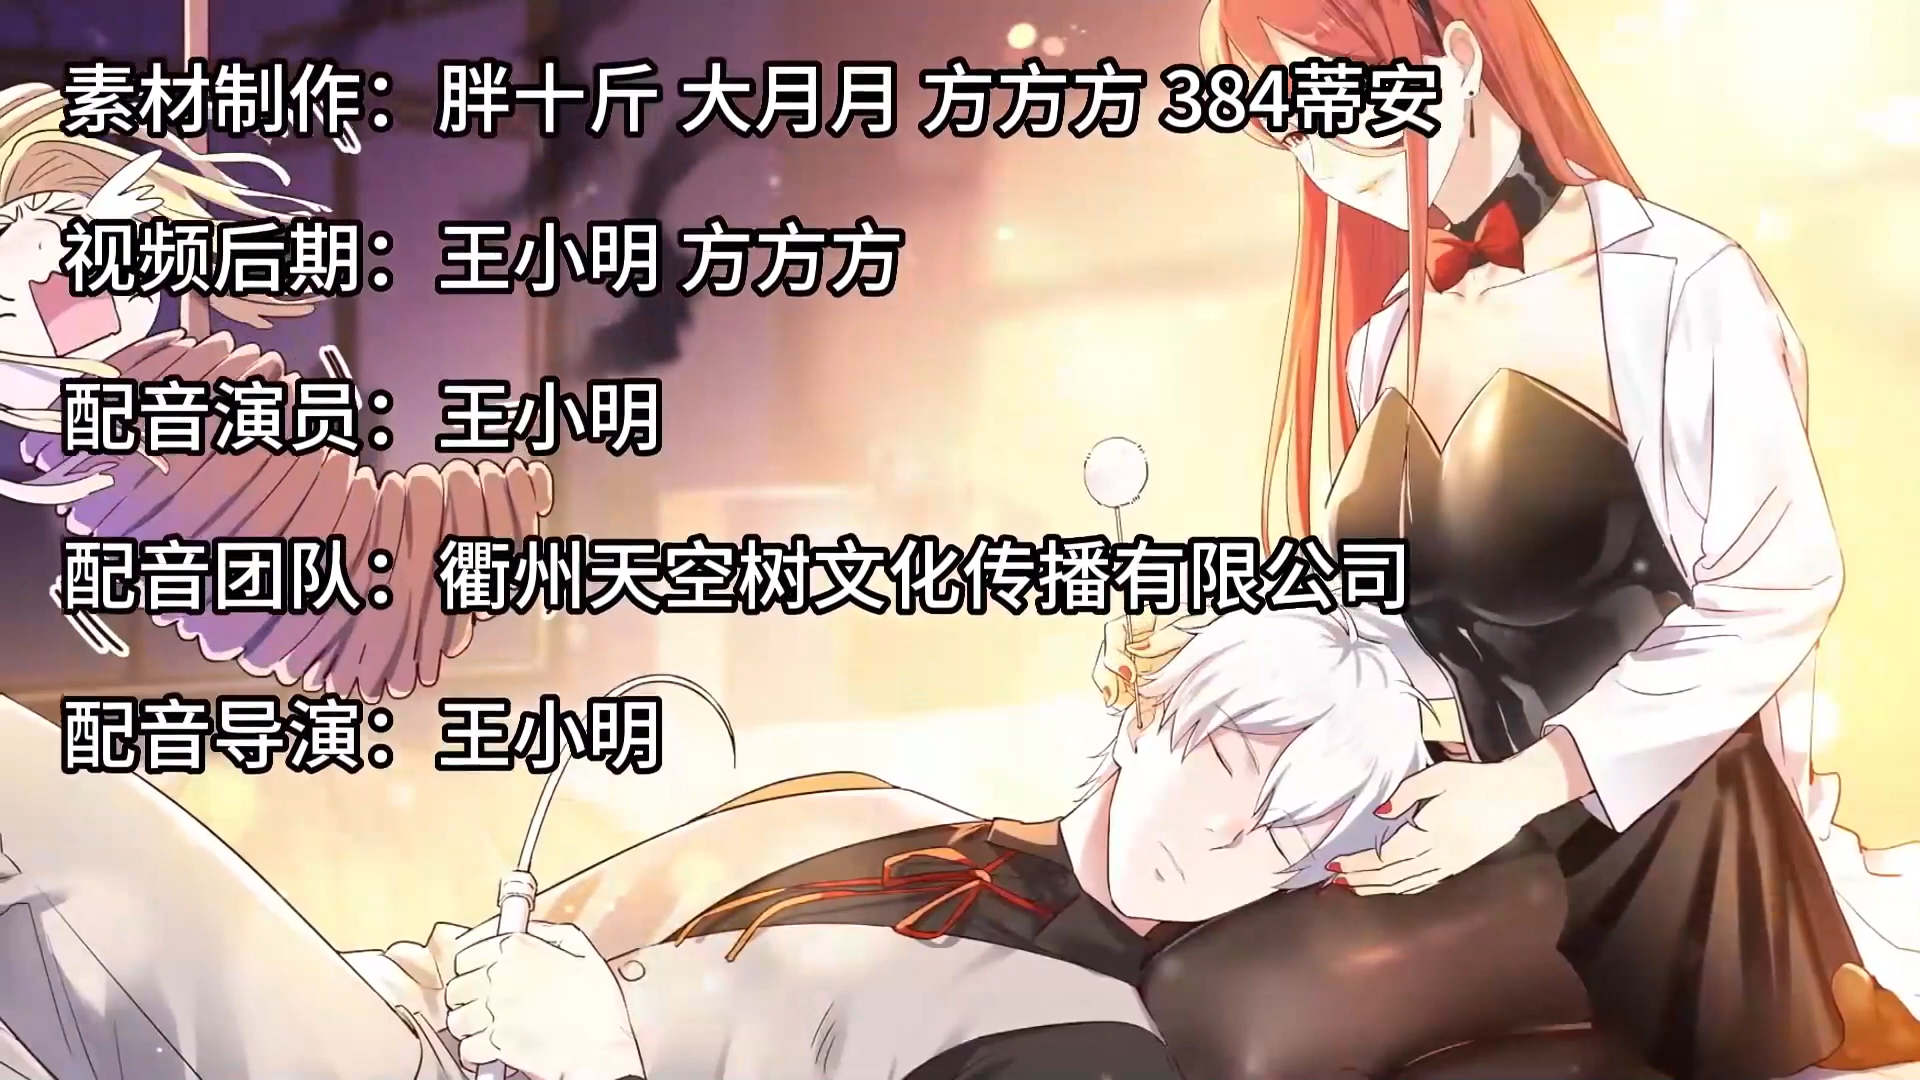 素材制作：胖十斤 大月月 方方方 384蒂安
视频后期：王小明 方方方
配音演员：王小明
配音团队：衢州天空树文化传播有限公司
配音导演：王小明